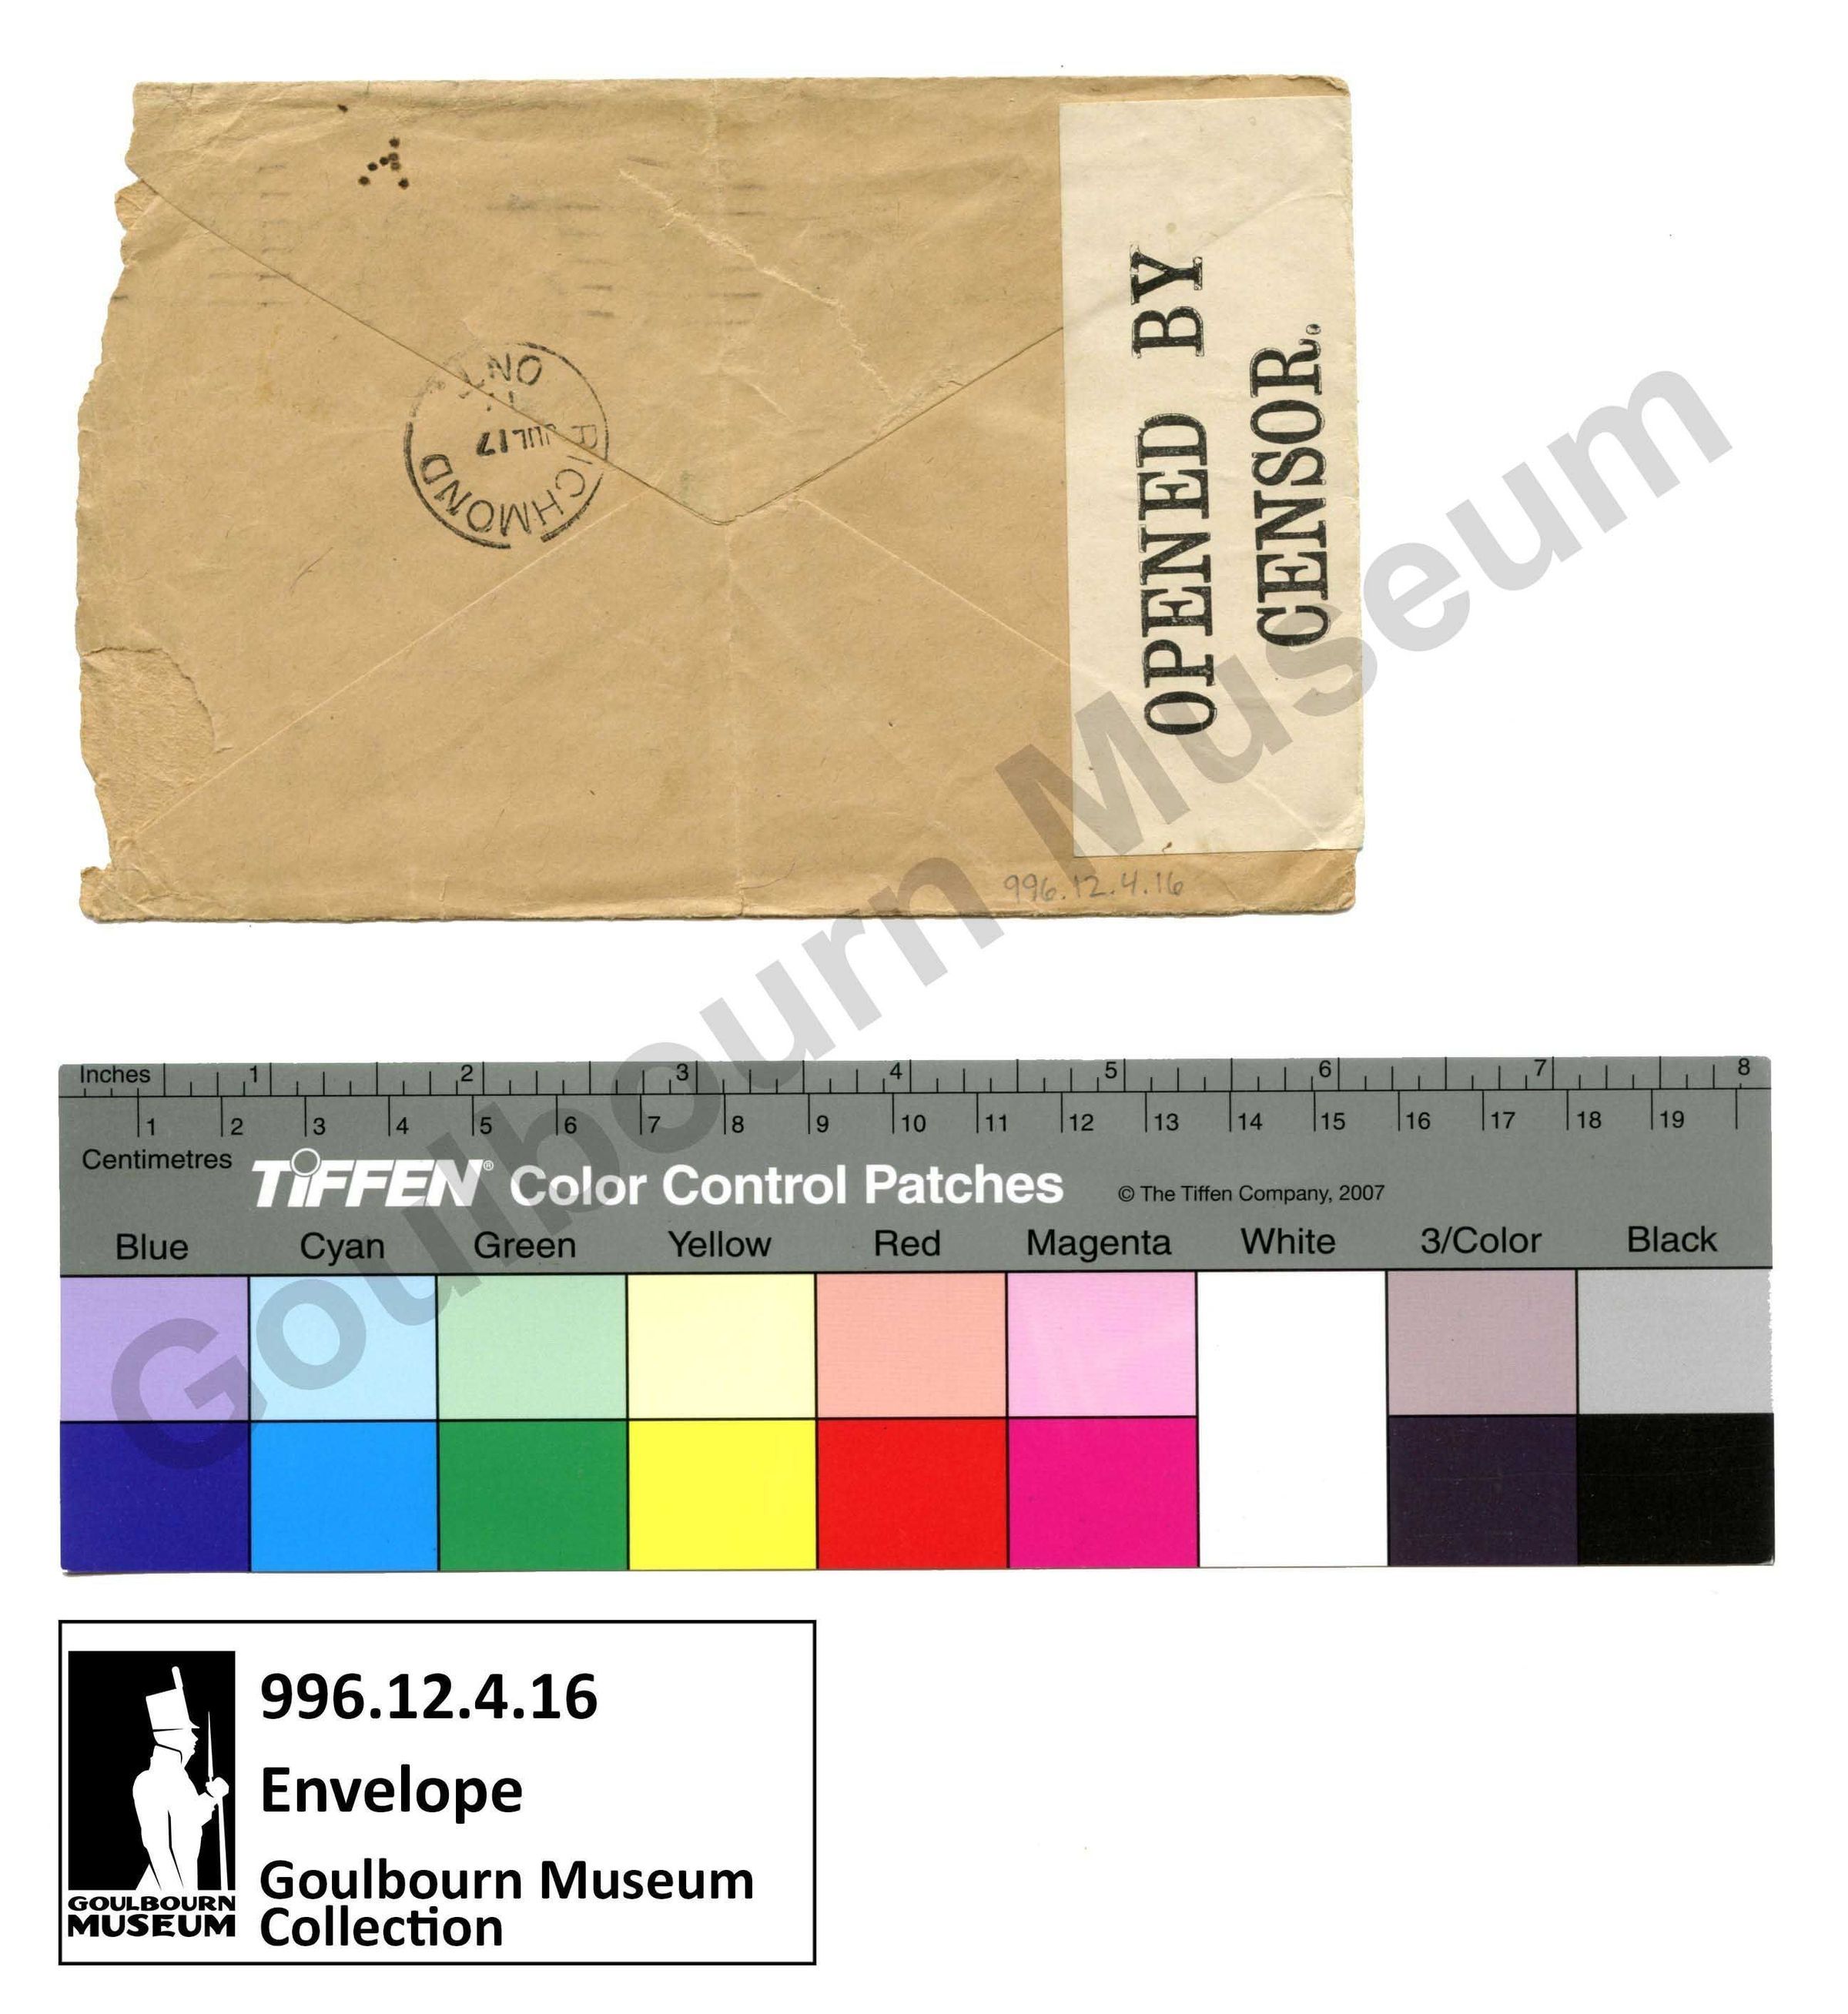 OPENED BY
CENSOR.
RICHMOND
JUL 17
ONT
996.12.4.16
Goulbourn Museum
Inches 1 2 3 4 5 6 7 8
1 2 3 4 5 6 7 8 9 10 11 12 13 14 15 16 17 18 19
Centimetres
TIFFEN® Color Control Patches © The Tiffen Company, 2007
Blue Cyan Green Yellow Red Magenta White 3/Color Black
996.12.4.16
Envelope
Goulbourn Museum
Collection
GOULBOURN
MUSEUM